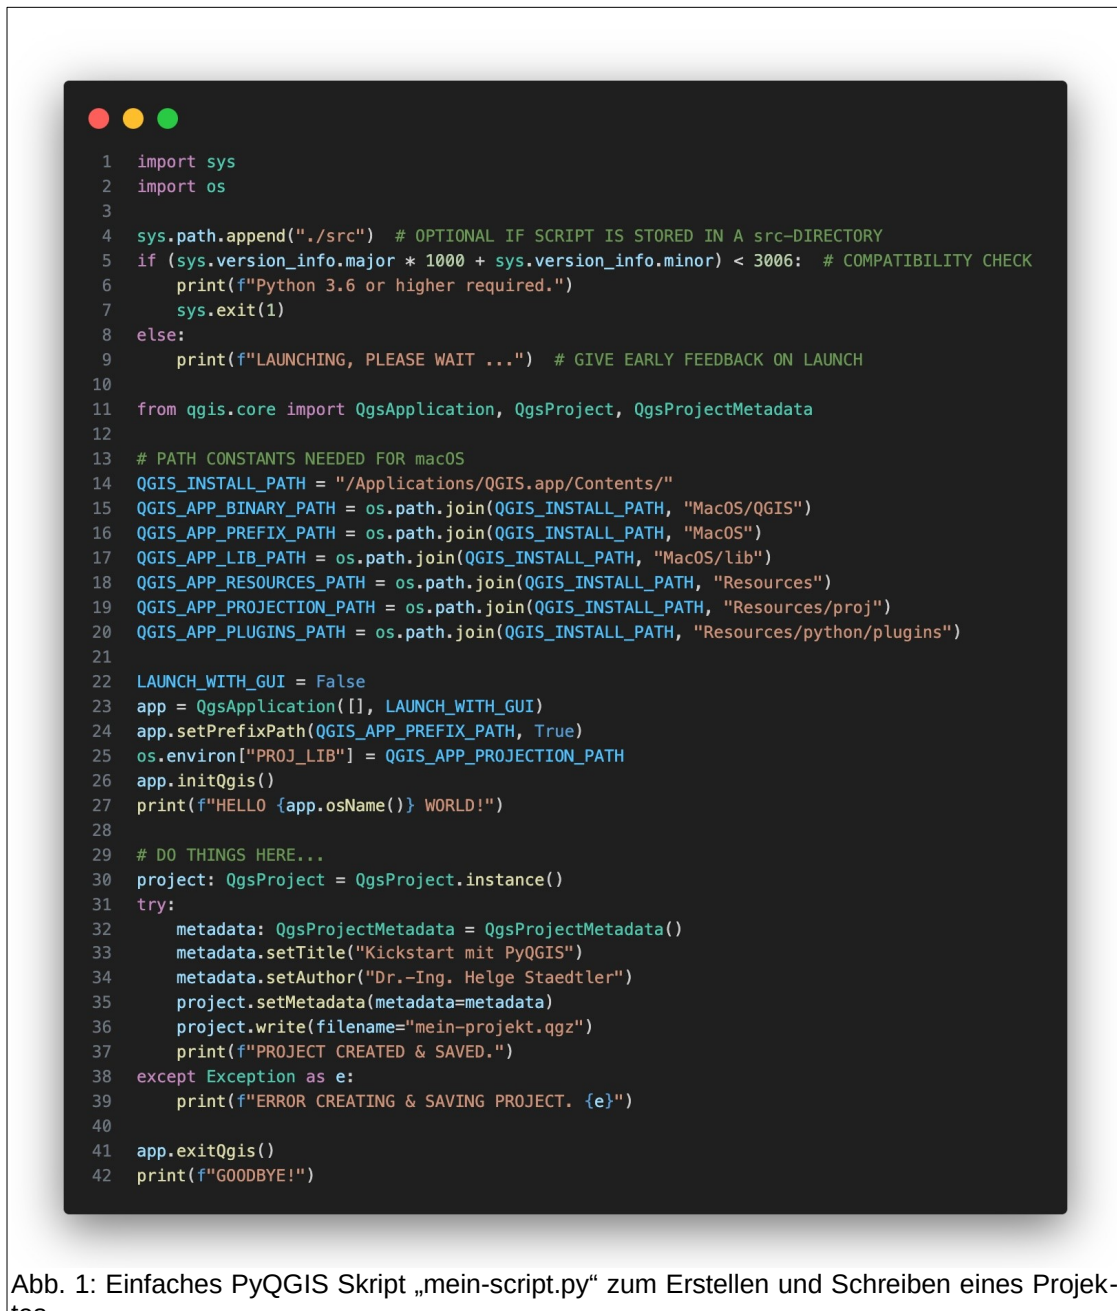 1 import sys
2 import os
3
4 sys.path.append("./src")  # OPTIONAL IF SCRIPT IS STORED IN A src-DIRECTORY
5 if (sys.version_info.major * 1000 + sys.version_info.minor) < 3006:  # COMPATIBILITY CHECK
6     print(f"Python 3.6 or higher required.")
7     sys.exit(1)
8 else:
9     print(f"LAUNCHING, PLEASE WAIT ...")  # GIVE EARLY FEEDBACK ON LAUNCH
10
11 from qgis.core import QgsApplication, QgsProject, QgsProjectMetadata
12
13 # PATH CONSTANTS NEEDED FOR macOS
14 QGIS_INSTALL_PATH = "/Applications/QGIS.app/Contents/"
15 QGIS_APP_BINARY_PATH = os.path.join(QGIS_INSTALL_PATH, "MacOS/QGIS")
16 QGIS_APP_PREFIX_PATH = os.path.join(QGIS_INSTALL_PATH, "MacOS")
17 QGIS_APP_LIB_PATH = os.path.join(QGIS_INSTALL_PATH, "MacOS/lib")
18 QGIS_APP_RESOURCES_PATH = os.path.join(QGIS_INSTALL_PATH, "Resources")
19 QGIS_APP_PROJECTION_PATH = os.path.join(QGIS_INSTALL_PATH, "Resources/proj")
20 QGIS_APP_PLUGINS_PATH = os.path.join(QGIS_INSTALL_PATH, "Resources/python/plugins")
21
22 LAUNCH_WITH_GUI = False
23 app = QgsApplication([], LAUNCH_WITH_GUI)
24 app.setPrefixPath(QGIS_APP_PREFIX_PATH, True)
25 os.environ["PROJ_LIB"] = QGIS_APP_PROJECTION_PATH
26 app.initQgis()
27 print(f"HELLO {app.osName()} WORLD!")
28
29 # DO THINGS HERE...
30 project: QgsProject = QgsProject.instance()
31 try:
32     metadata: QgsProjectMetadata = QgsProjectMetadata()
33     metadata.setTitle("Kickstart mit PyQGIS")
34     metadata.setAuthor("Dr.-Ing. Helge Staedtler")
35     project.setMetadata(metadata=metadata)
36     project.write(filename="mein-projekt.qgz")
37     print(f"PROJECT CREATED & SAVED.")
38 except Exception as e:
39     print(f"ERROR CREATING & SAVING PROJECT. {e}")
40
41 app.exitQgis()
42 print(f"GOODBYE!")
Abb. 1: Einfaches PyQGIS Skript „mein-script.py“ zum Erstellen und Schreiben eines Projek-